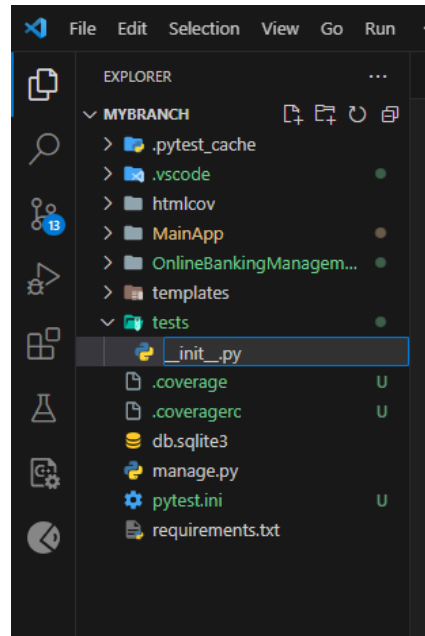 File Edit Selection View Go Run
EXPLORER ...
MYBRANCH
.pytest_cache
.vscode
htmlcov
13
MainApp
OnlineBankingManagem...
templates
tests
__init__.py
.coverage U
.coveragerc U
db.sqlite3
manage.py
pytest.ini U
requirements.txt